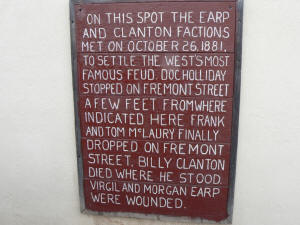 ON THIS SPOT THE EARP
AND CLANTON FACTIONS
MET ON OCTOBER 26, 1881,
TO SETTLE THE WEST'S MOST
FAMOUS FEUD. DOC HOLLIDAY
STOPPED ON FREMONT STREET
A FEW FEET FROM WHERE
INDICATED HERE FRANK
AND TOM McLAURY FINALLY
DROPPED ON FREMONT
STREET. BILLY CLANTON
DIED WHERE HE STOOD.
VIRGIL AND MORGAN EARP
WERE WOUNDED.